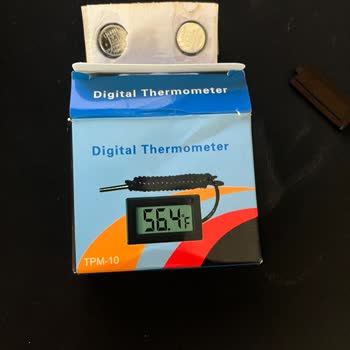 Digital Thermometer
Digital Thermometer
56.4°F
TPM-10